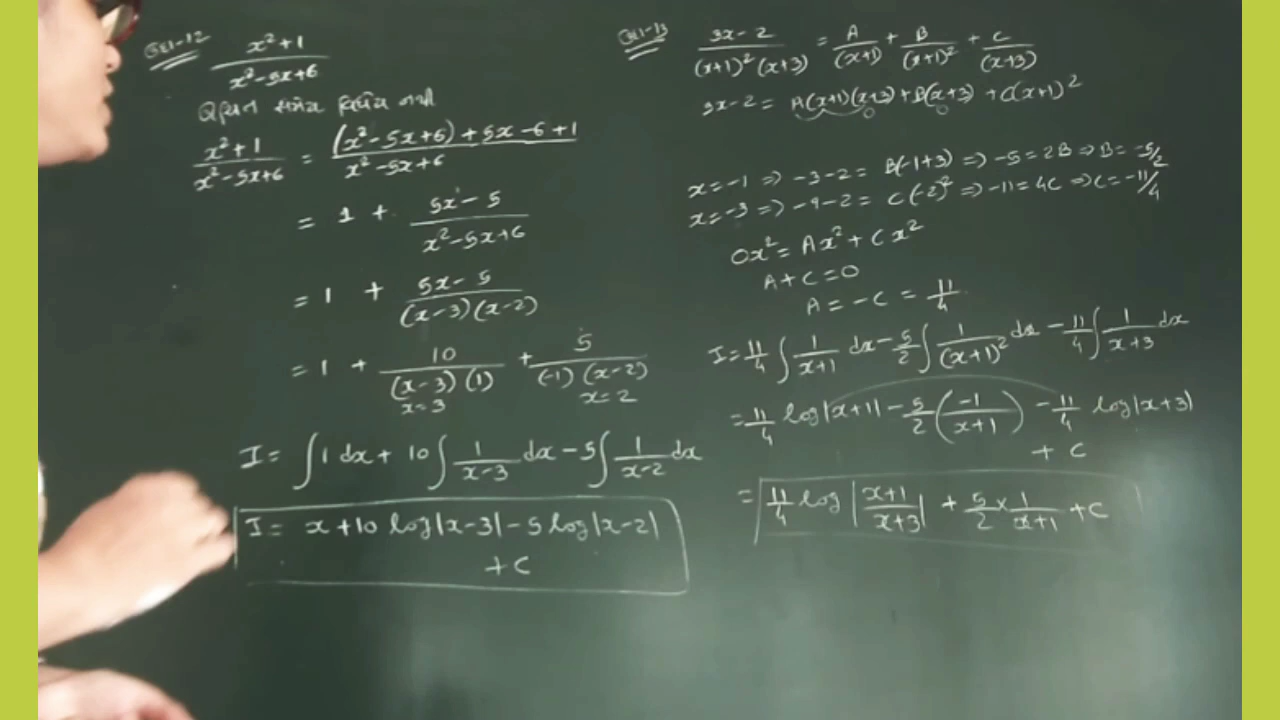 ઉદા-12 x²+1 / x²-5x+6
x²+1 / x²-5x+6 = (x²-5x+6)+5x-6+1 / x²-5x+6
= 1 + 5x-5 / x²-5x+6
= 1 + 5x-5 / (x-3)(x-2)
= 1 + 10 / (x-3)(1) + 5 / (-1)(x-2)
x=3 x=2
I = ∫1 dx + 10∫ 1/x-3 dx - 5∫ 1/x-2 dx
I = x+10 log|x-3| - 5 log|x-2|
+ C
ઉદા-13 3x-2 / (x+1)²(x+3) = A/(x+1) + B/(x+1)² + C/(x+3)
3x-2 = A(x+1)(x+3)+B(x+3)+C(x+1)²
x=-1 => -3-2 = B(-1+3) => -5=2B => B=-5/2
x=-3 => -9-2 = C(-2)² => -11=4C => C=-11/4
0x² = Ax²+Cx²
A+C=0
A = -C = 11/4
I = 11/4 ∫ 1/x+1 dx - 5/2 ∫ 1/(x+1)² dx - 11/4 ∫ 1/x+3 dx
= 11/4 log|x+1| - 5/2 (-1/x+1) - 11/4 log|x+3|
+ C
= 11/4 log |x+1/x+3| + 5/2 × 1/x+1 + C